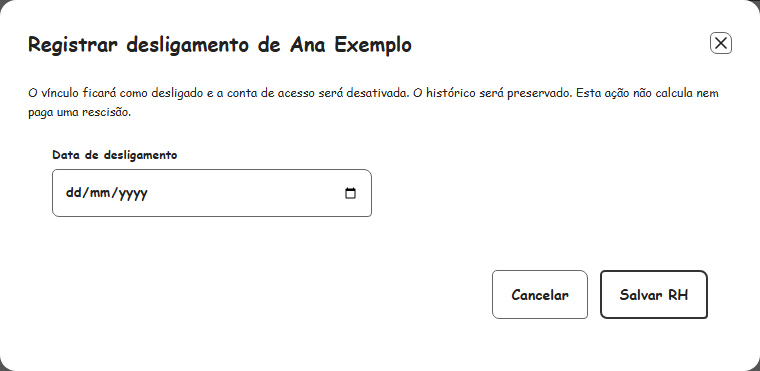 Registrar desligamento de Ana Exemplo
O vínculo ficará como desligado e a conta de acesso será desativada. O histórico será preservado. Esta ação não calcula nem
paga uma rescisão.
Data de desligamento
dd/mm/yyyy
Cancelar
Salvar RH